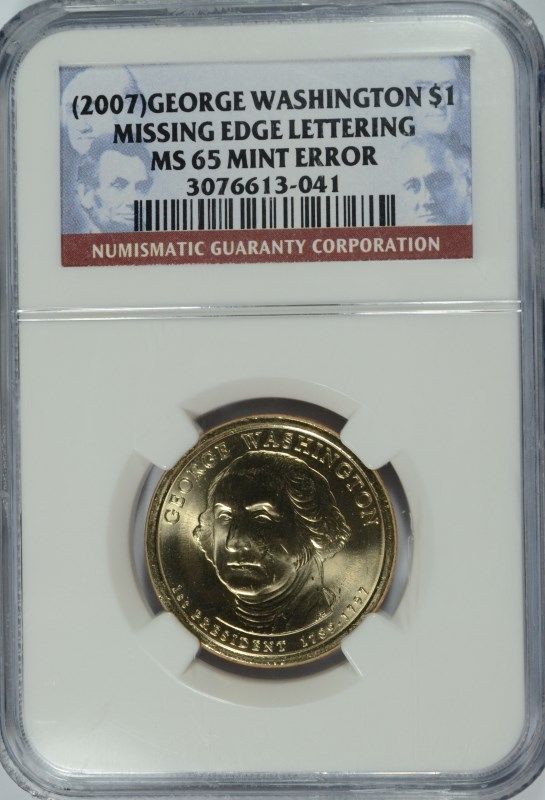 (2007)GEORGE WASHINGTON $1
MISSING EDGE LETTERING
MS 65 MINT ERROR
3076613-041
NUMISMATIC GUARANTY CORPORATION
GEORGE WASHINGTON
1st PRESIDENT 1789-1797